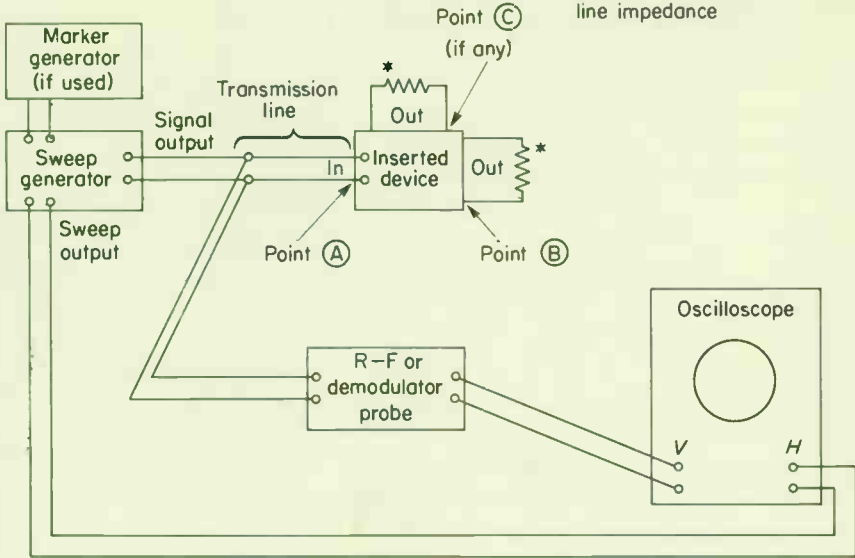 Point Ⓒ
(if any)
line impedance
Marker
generator
(if used)
Transmission
line
*
Out
Signal
output
Sweep
generator
In
Inserted
device
Out
*
Sweep
output
Point Ⓐ
Point Ⓑ
Oscilloscope
R-F or
demodulator
probe
V
H